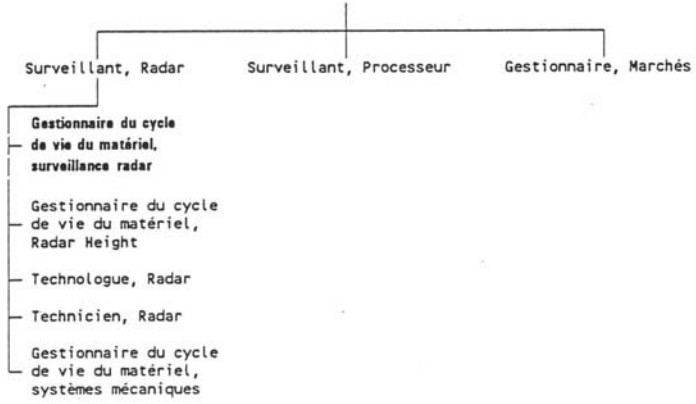 Surveillant, Radar Surveillant, Processeur Gestionnaire, Marchés
Gestionnaire du cycle
de vie du matériel,
surveillance radar
Gestionnaire du cycle
de vie du matériel,
Radar Height
Technologue, Radar
Technicien, Radar
Gestionnaire du cycle
de vie du matériel,
systèmes mécaniques